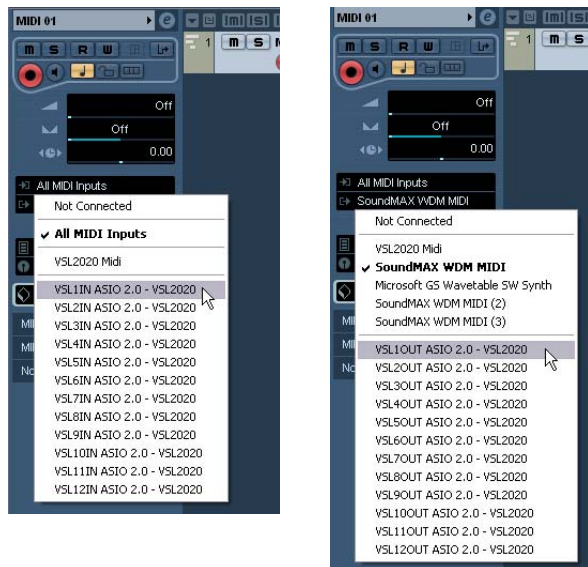 MIDI 01
e
m S R W L
1 m S
Off
Off
0.00
All MIDI Inputs
Not Connected
All MIDI Inputs
VSL2020 Midi
VSL1IN ASIO 2.0 - VSL2020
VSL2IN ASIO 2.0 - VSL2020
VSL3IN ASIO 2.0 - VSL2020
VSL4IN ASIO 2.0 - VSL2020
VSL5IN ASIO 2.0 - VSL2020
VSL6IN ASIO 2.0 - VSL2020
VSL7IN ASIO 2.0 - VSL2020
VSL8IN ASIO 2.0 - VSL2020
VSL9IN ASIO 2.0 - VSL2020
VSL10IN ASIO 2.0 - VSL2020
VSL11IN ASIO 2.0 - VSL2020
VSL12IN ASIO 2.0 - VSL2020
MIDI 01
e
m S R W L
1 m S
Off
Off
0.00
All MIDI Inputs
SoundMAX WDM MIDI
Not Connected
VSL2020 Midi
SoundMAX WDM MIDI
Microsoft GS Wavetable SW Synth
SoundMAX WDM MIDI (2)
SoundMAX WDM MIDI (3)
VSL1OUT ASIO 2.0 - VSL2020
VSL2OUT ASIO 2.0 - VSL2020
VSL3OUT ASIO 2.0 - VSL2020
VSL4OUT ASIO 2.0 - VSL2020
VSL5OUT ASIO 2.0 - VSL2020
VSL6OUT ASIO 2.0 - VSL2020
VSL7OUT ASIO 2.0 - VSL2020
VSL8OUT ASIO 2.0 - VSL2020
VSL9OUT ASIO 2.0 - VSL2020
VSL10OUT ASIO 2.0 - VSL2020
VSL11OUT ASIO 2.0 - VSL2020
VSL12OUT ASIO 2.0 - VSL2020